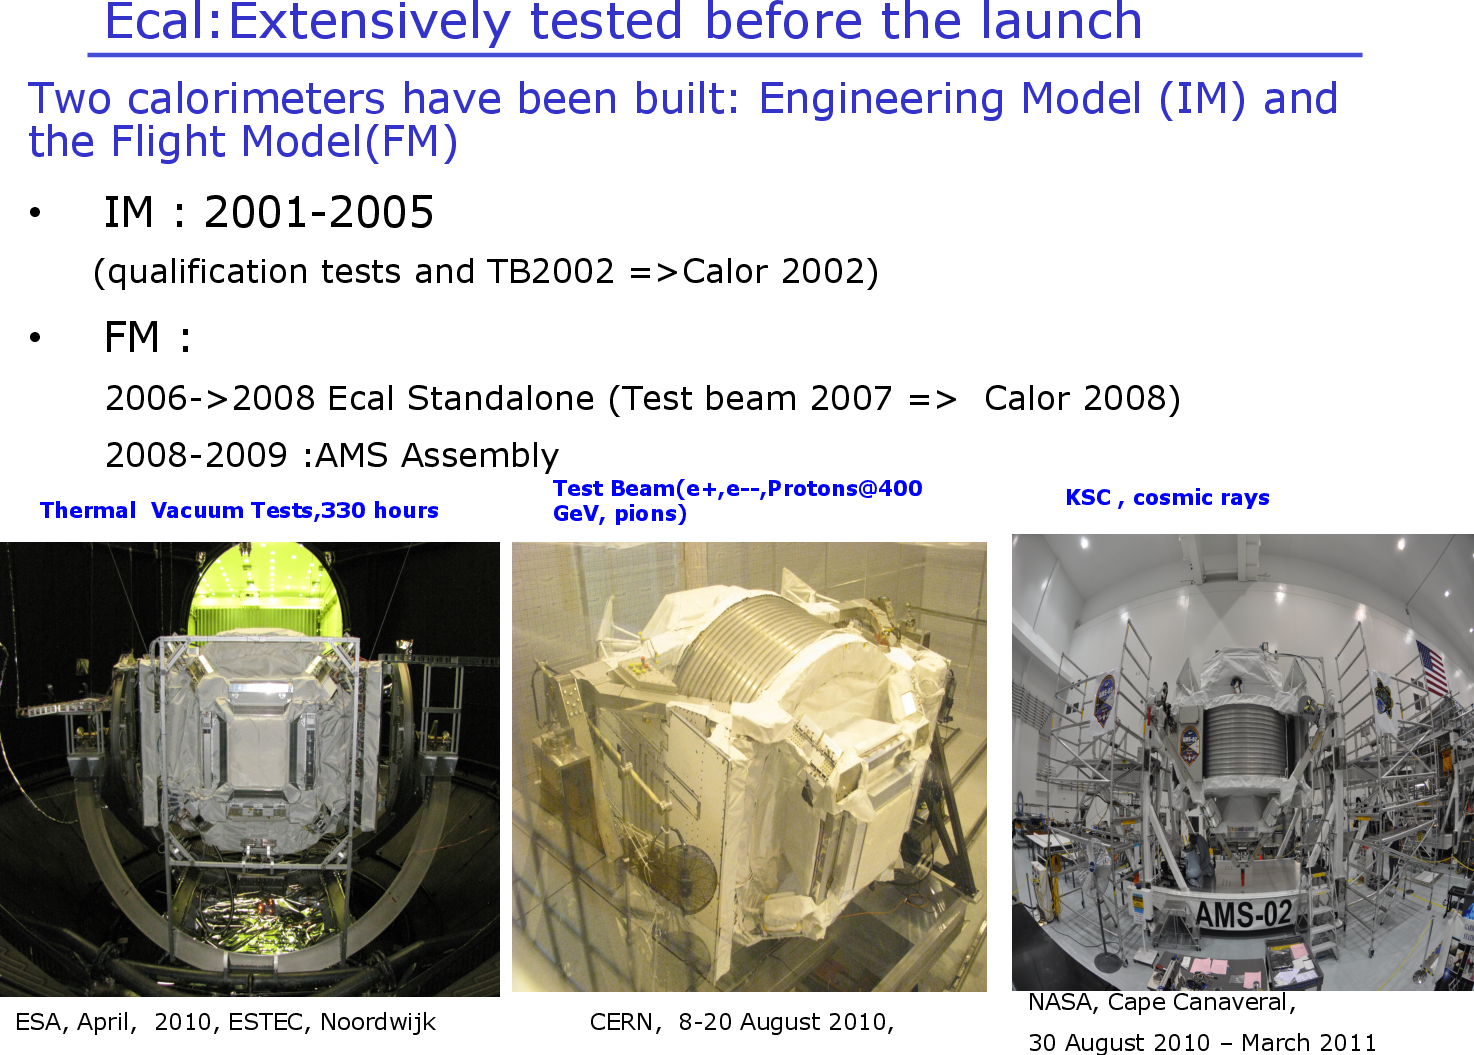 Ecal:Extensively tested before the launch
Two calorimeters have been built: Engineering Model (IM) and
the Flight Model(FM)
• IM : 2001-2005
(qualification tests and TB2002 =>Calor 2002)
• FM :
2006->2008 Ecal Standalone (Test beam 2007 => Calor 2008)
2008-2009 :AMS Assembly
Thermal Vacuum Tests,330 hours
Test Beam(e+,e--,Protons@400
GeV, pions)
KSC , cosmic rays
AMS-02
ESA, April, 2010, ESTEC, Noordwijk
CERN, 8-20 August 2010,
NASA, Cape Canaveral,
30 August 2010 – March 2011